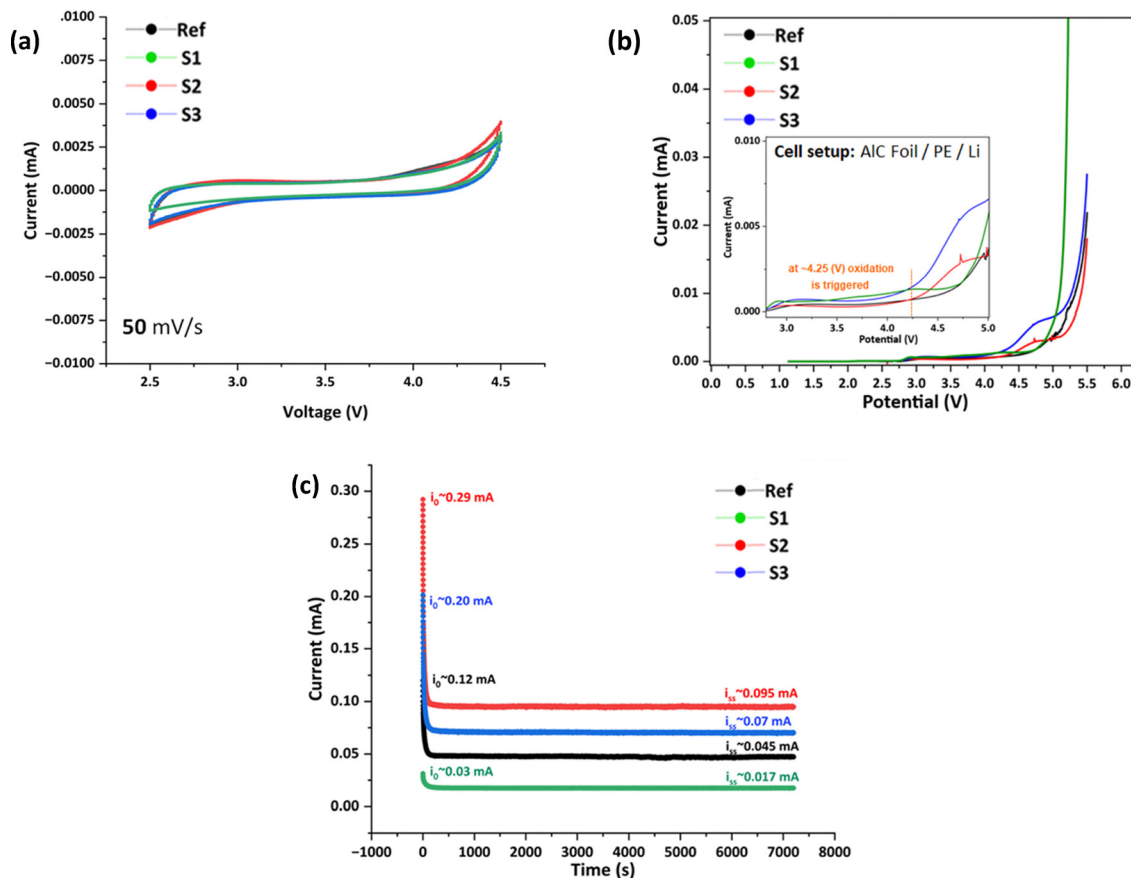 (a)
.0100
0.0075
0.0050
0.0025
0.0000
−0.0025
−0.0050
−0.0075
−0.0100
Current (mA)
Ref
S1
S2
S3
50 mV/s
2.5 3.0 3.5 4.0 4.5
Voltage (V)
(b)
0.05
0.04
0.03
0.02
0.01
0.00
Current (mA)
Ref
S1
S2
S3
Cell setup: AlC Foil / PE / Li
0.010
0.005
0.000
Current (mA)
at ~4.25 (V) oxidation
is triggered
3.0 3.5 4.0 4.5 5.0
Potential (V)
0.0 0.5 1.0 1.5 2.0 2.5 3.0 3.5 4.0 4.5 5.0 5.5 6.0
Potential (V)
(c)
0.30
0.25
0.20
0.15
0.10
0.05
0.00
Current (mA)
i0~0.29 mA
i0~0.20 mA
i0~0.12 mA
i0~0.03 mA
Ref
S1
S2
S3
iss~0.095 mA
iss~0.07 mA
iss~0.045 mA
iss~0.017 mA
−1000 0 1000 2000 3000 4000 5000 6000 7000 8000
Time (s)